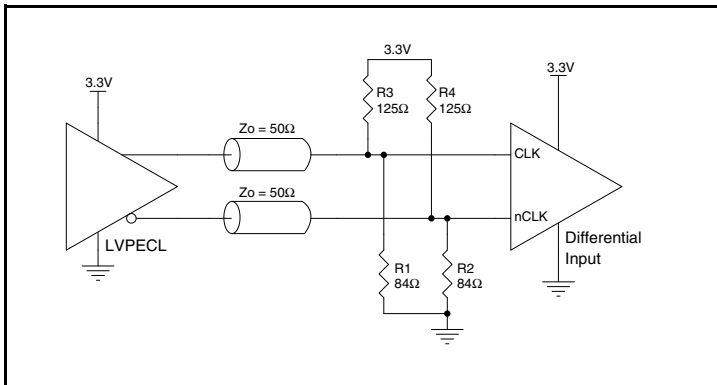 3.3V
3.3V
3.3V
R3
125Ω
R4
125Ω
Zo = 50Ω
CLK
Zo = 50Ω
nCLK
LVPECL
Differential
Input
R1
84Ω
R2
84Ω